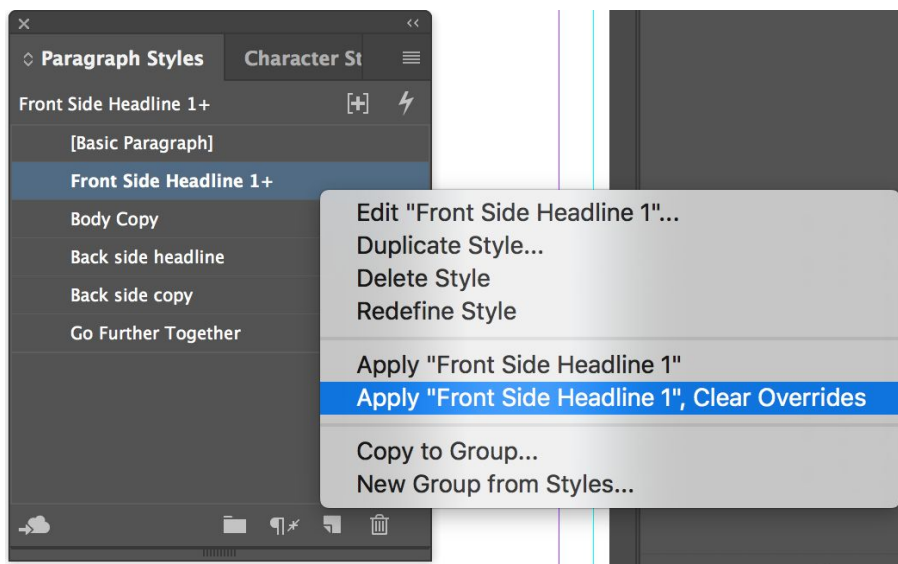 Paragraph Styles
Character St
Front Side Headline 1+
[Basic Paragraph]
Front Side Headline 1+
Body Copy
Back side headline
Back side copy
Go Further Together
Edit "Front Side Headline 1"...
Duplicate Style...
Delete Style
Redefine Style
Apply "Front Side Headline 1"
Apply "Front Side Headline 1", Clear Overrides
Copy to Group...
New Group from Styles...